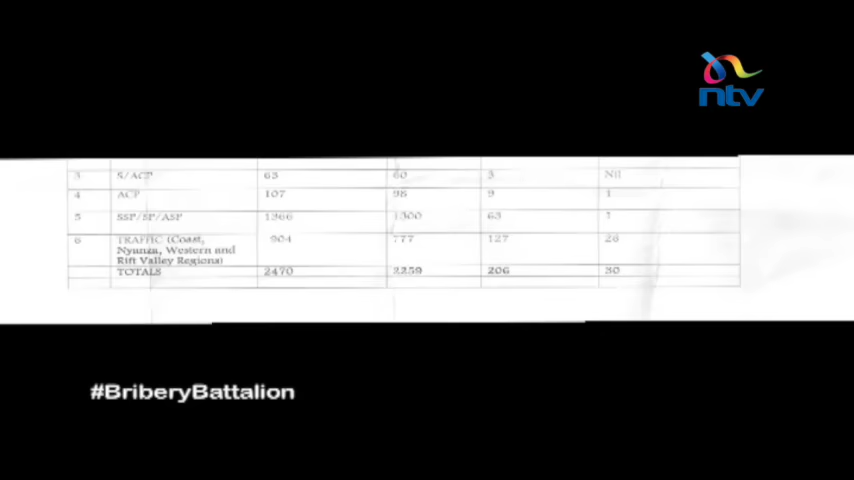 ntv
3 S/ACP 63 60 3 Nil
4 ACP 107 98 9 1
5 SSP/SP/ASP 1366 1300 63 1
6 TRAFFIC (Coast, 904 777 127 28
Nyanza, Western and
Rift Valley Regions)
TOTALS 2470 2259 206 30
#BriberyBattalion